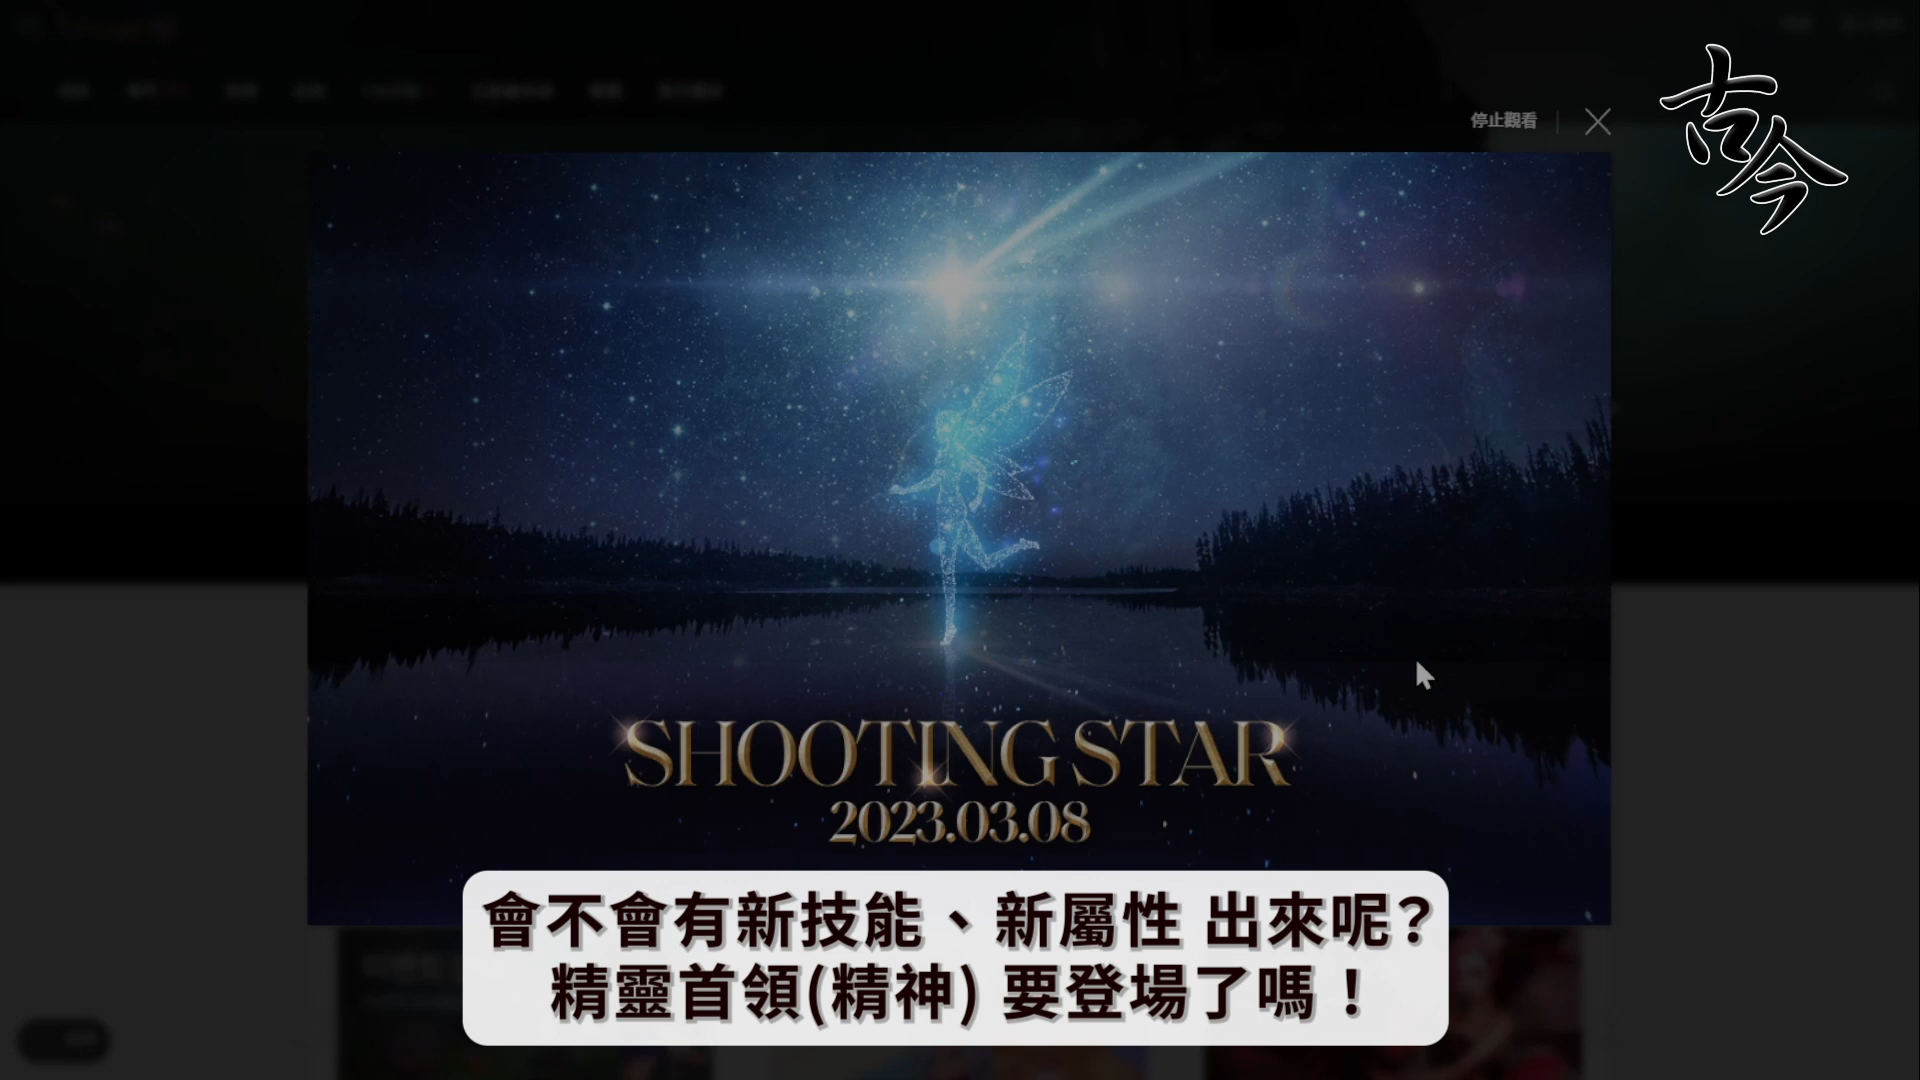 古今
停止觀看
SHOOTING STAR
2023.03.08
會不會有新技能、新屬性 出來呢?
精靈首領(精神) 要登場了嗎！